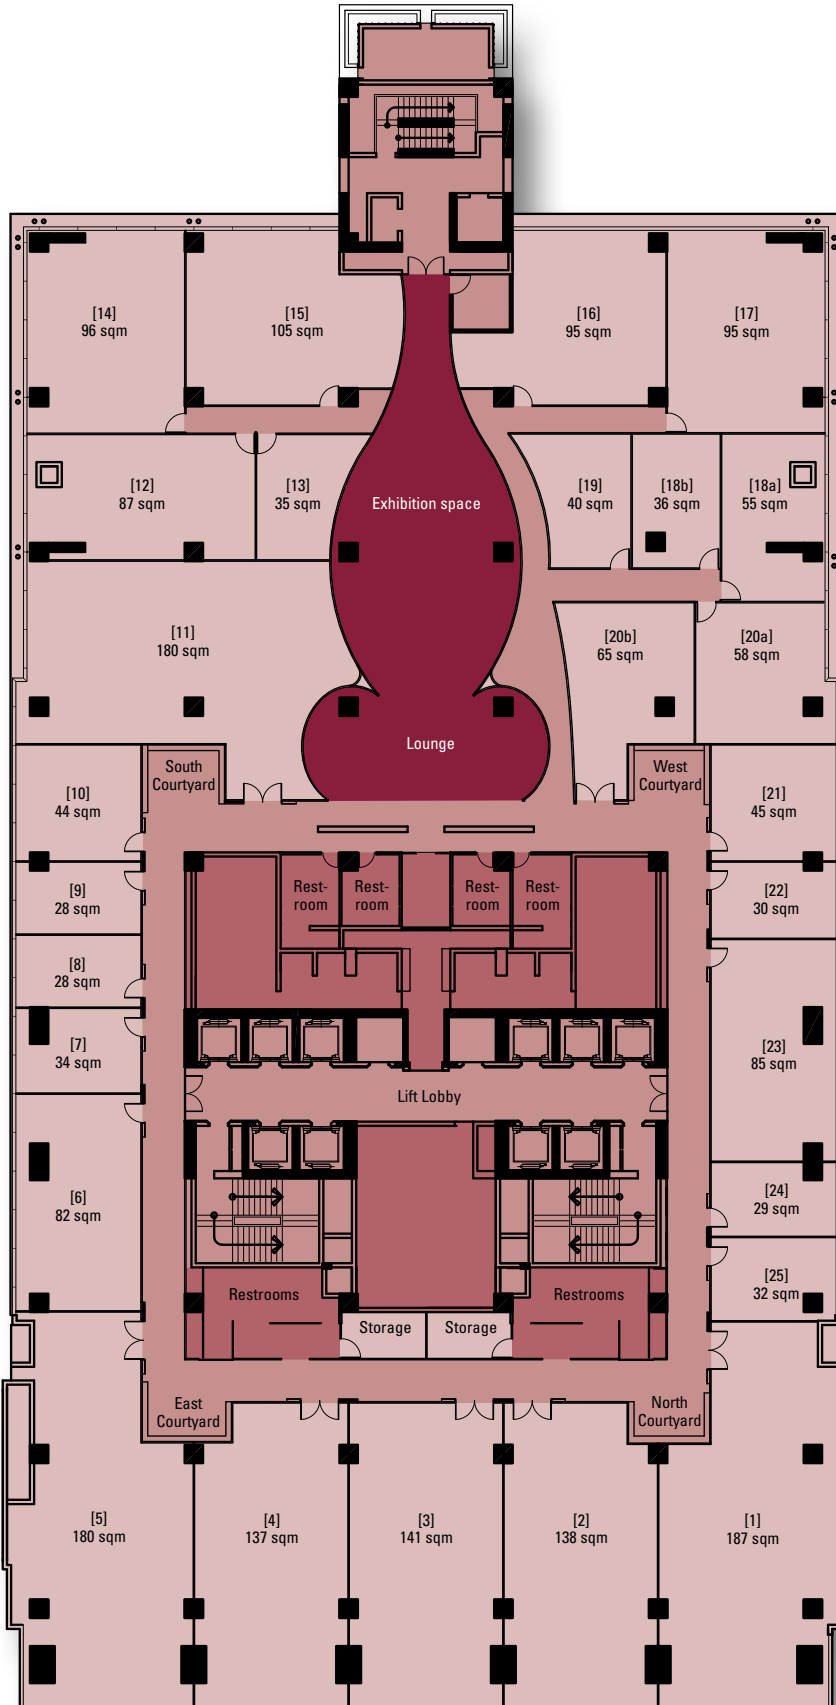 [14]
96 sqm
[15]
105 sqm
[16]
95 sqm
[17]
95 sqm
[12]
87 sqm
[13]
35 sqm
Exhibition space
[19]
40 sqm
[18b]
36 sqm
[18a]
55 sqm
[11]
180 sqm
[20b]
65 sqm
[20a]
58 sqm
Lounge
South
Courtyard
West
Courtyard
[10]
44 sqm
[21]
45 sqm
[9]
28 sqm
Rest-
room
Rest-
room
Rest-
room
Rest-
room
[22]
30 sqm
[8]
28 sqm
[7]
34 sqm
[23]
85 sqm
Lift Lobby
[6]
82 sqm
[24]
29 sqm
[25]
32 sqm
Restrooms
Restrooms
Storage
Storage
East
Courtyard
North
Courtyard
[5]
180 sqm
[4]
137 sqm
[3]
141 sqm
[2]
138 sqm
[1]
187 sqm